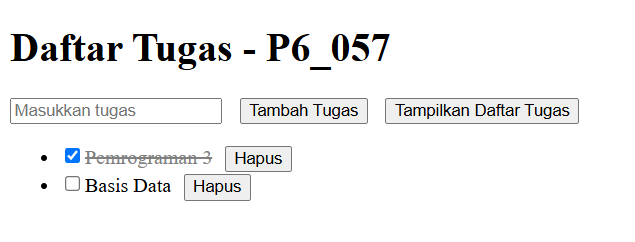 Daftar Tugas - P6_057
Masukkan tugas Tambah Tugas Tampilkan Daftar Tugas
Pemrograman 3 Hapus
Basis Data Hapus